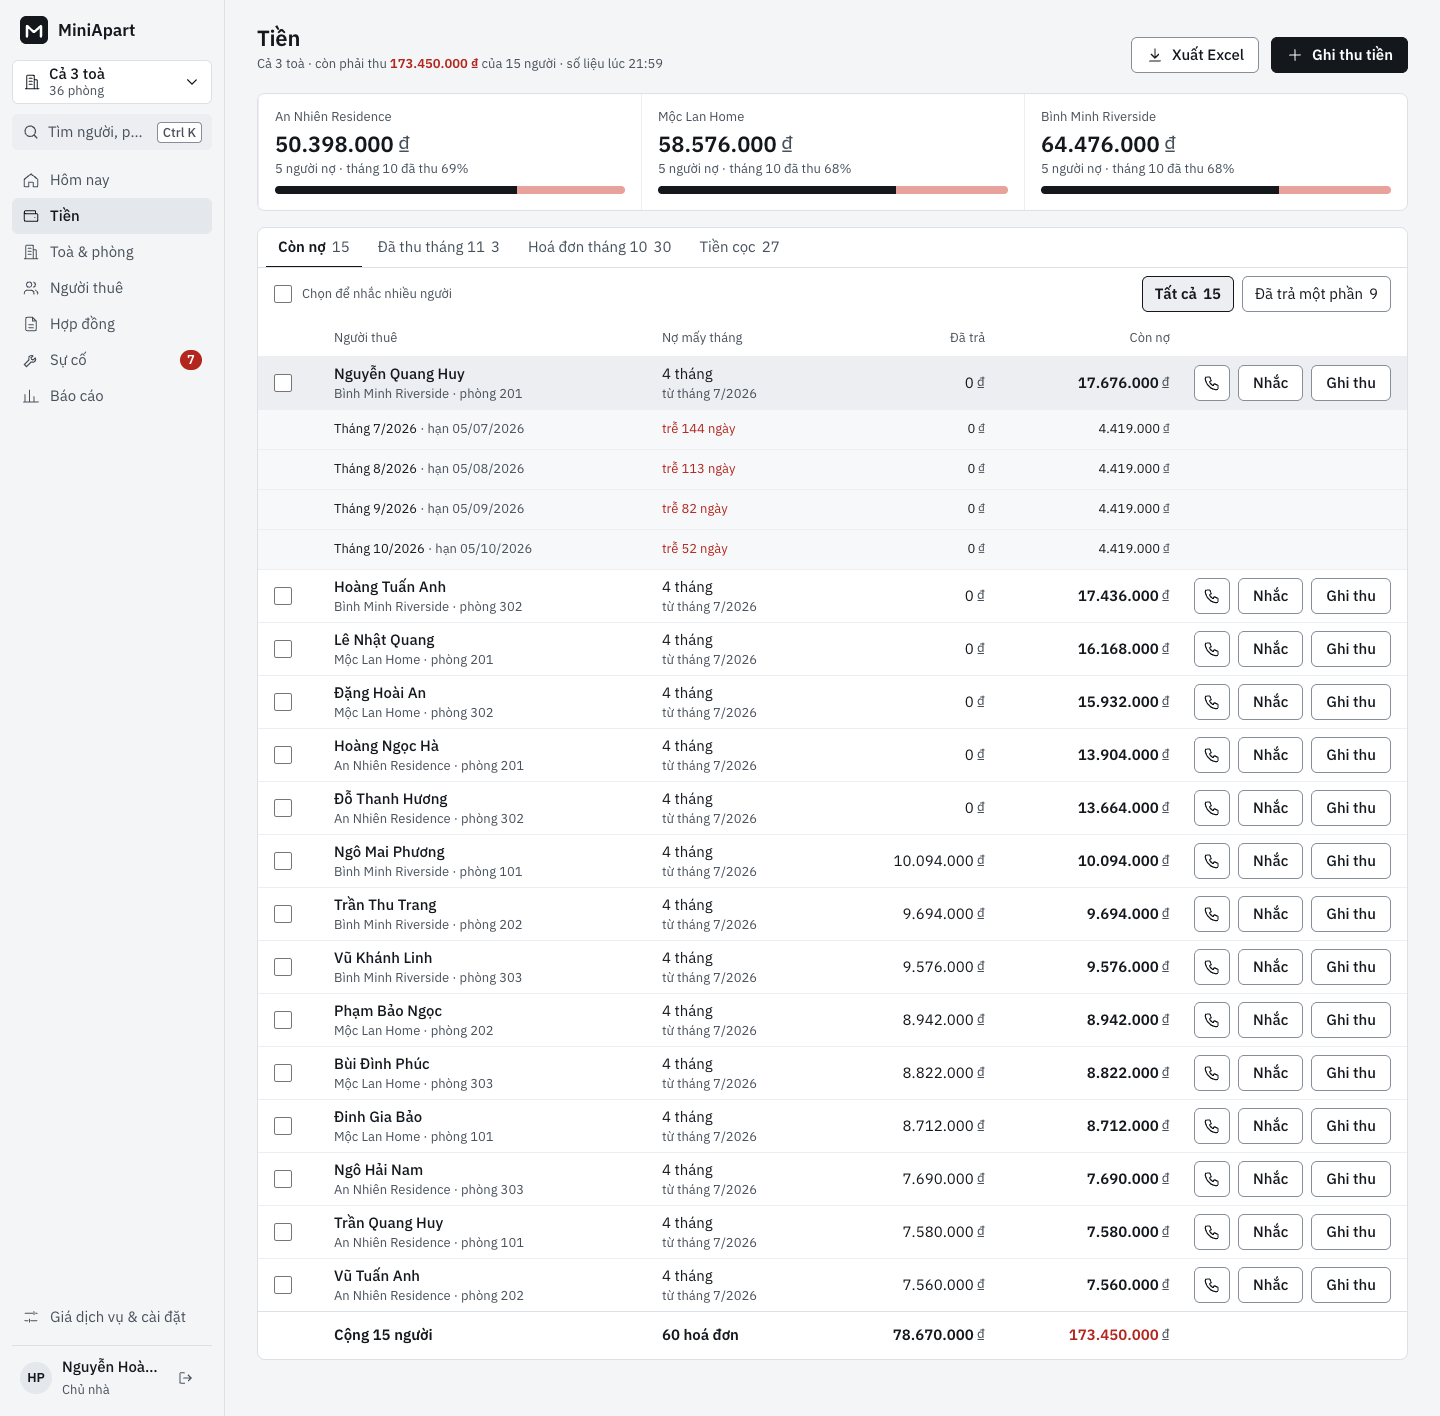 MiniApart
Cả 3 toà
36 phòng
Tìm người, p... Ctrl K
Hôm nay
Tiền
Toà & phòng
Người thuê
Hợp đồng
Sự cố 7
Báo cáo
Giá dịch vụ & cài đặt
HP Nguyễn Hoà...
Chủ nhà
Tiền
Cả 3 toà · còn phải thu 173.450.000 ₫ của 15 người · số liệu lúc 21:59
Xuất Excel
Ghi thu tiền
An Nhiên Residence
50.398.000 ₫
5 người nợ · tháng 10 đã thu 69%
Mộc Lan Home
58.576.000 ₫
5 người nợ · tháng 10 đã thu 68%
Bình Minh Riverside
64.476.000 ₫
5 người nợ · tháng 10 đã thu 68%
Còn nợ 15 Đã thu tháng 11 3 Hoá đơn tháng 10 30 Tiền cọc 27
Chọn để nhắc nhiều người Tất cả 15 Đã trả một phần 9
Người thuê Nợ mấy tháng Đã trả Còn nợ
Nguyễn Quang Huy 4 tháng 0 ₫ 17.676.000 ₫ Nhắc Ghi thu
Bình Minh Riverside · phòng 201 từ tháng 7/2026
Tháng 7/2026 · hạn 05/07/2026 trễ 144 ngày 0 ₫ 4.419.000 ₫
Tháng 8/2026 · hạn 05/08/2026 trễ 113 ngày 0 ₫ 4.419.000 ₫
Tháng 9/2026 · hạn 05/09/2026 trễ 82 ngày 0 ₫ 4.419.000 ₫
Tháng 10/2026 · hạn 05/10/2026 trễ 52 ngày 0 ₫ 4.419.000 ₫
Hoàng Tuấn Anh 4 tháng 0 ₫ 17.436.000 ₫ Nhắc Ghi thu
Bình Minh Riverside · phòng 302 từ tháng 7/2026
Lê Nhật Quang 4 tháng 0 ₫ 16.168.000 ₫ Nhắc Ghi thu
Mộc Lan Home · phòng 201 từ tháng 7/2026
Đặng Hoài An 4 tháng 0 ₫ 15.932.000 ₫ Nhắc Ghi thu
Mộc Lan Home · phòng 302 từ tháng 7/2026
Hoàng Ngọc Hà 4 tháng 0 ₫ 13.904.000 ₫ Nhắc Ghi thu
An Nhiên Residence · phòng 201 từ tháng 7/2026
Đỗ Thanh Hương 4 tháng 0 ₫ 13.664.000 ₫ Nhắc Ghi thu
An Nhiên Residence · phòng 302 từ tháng 7/2026
Ngô Mai Phương 4 tháng 10.094.000 ₫ 10.094.000 ₫ Nhắc Ghi thu
Bình Minh Riverside · phòng 101 từ tháng 7/2026
Trần Thu Trang 4 tháng 9.694.000 ₫ 9.694.000 ₫ Nhắc Ghi thu
Bình Minh Riverside · phòng 202 từ tháng 7/2026
Vũ Khánh Linh 4 tháng 9.576.000 ₫ 9.576.000 ₫ Nhắc Ghi thu
Bình Minh Riverside · phòng 303 từ tháng 7/2026
Phạm Bảo Ngọc 4 tháng 8.942.000 ₫ 8.942.000 ₫ Nhắc Ghi thu
Mộc Lan Home · phòng 202 từ tháng 7/2026
Bùi Đình Phúc 4 tháng 8.822.000 ₫ 8.822.000 ₫ Nhắc Ghi thu
Mộc Lan Home · phòng 303 từ tháng 7/2026
Đinh Gia Bảo 4 tháng 8.712.000 ₫ 8.712.000 ₫ Nhắc Ghi thu
Mộc Lan Home · phòng 101 từ tháng 7/2026
Ngô Hải Nam 4 tháng 7.690.000 ₫ 7.690.000 ₫ Nhắc Ghi thu
An Nhiên Residence · phòng 303 từ tháng 7/2026
Trần Quang Huy 4 tháng 7.580.000 ₫ 7.580.000 ₫ Nhắc Ghi thu
An Nhiên Residence · phòng 101 từ tháng 7/2026
Vũ Tuấn Anh 4 tháng 7.560.000 ₫ 7.560.000 ₫ Nhắc Ghi thu
An Nhiên Residence · phòng 202 từ tháng 7/2026
Cộng 15 người 60 hoá đơn 78.670.000 ₫ 173.450.000 ₫